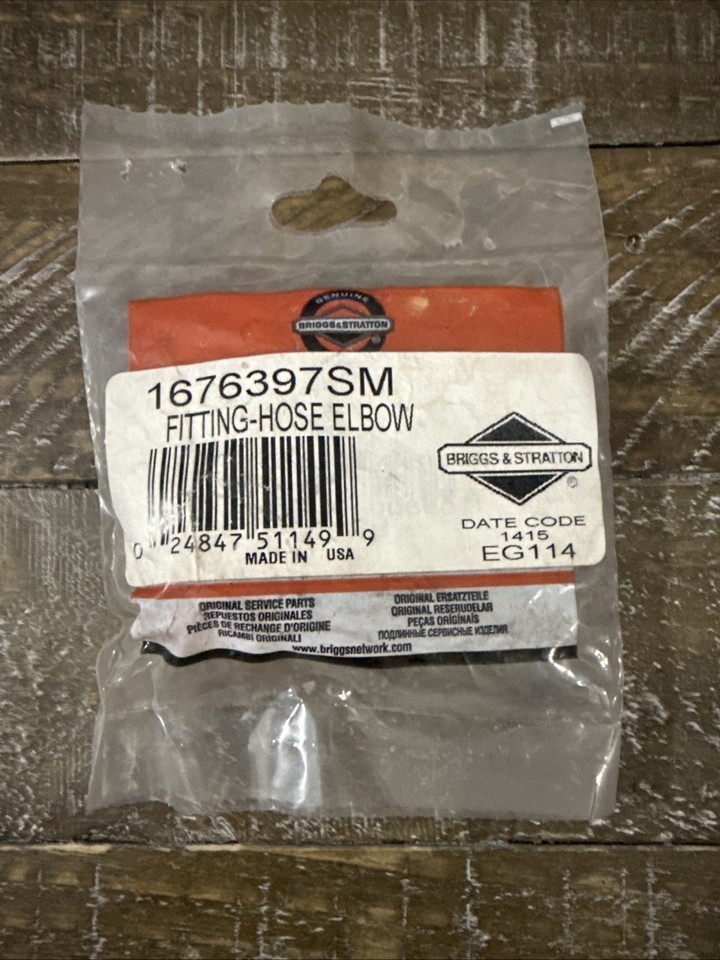 GENUINE
BRIGGS&STRATTON
®
1676397SM
FITTING-HOSE ELBOW
0 24847 51149 9
MADE IN USA
BRIGGS & STRATTON
®
DATE CODE
1415
EG114
ORIGINAL SERVICE PARTS
REPUESTOS ORIGINALES
PIÈCES DE RECHANGE D'ORIGINE
RICAMBI ORIGINALI
ORIGINAL ERSATZTEILE
ORIGINAL RESERUDELAR
PEÇAS ORIGINAIS
ПОДЛИННЫЕ СЕРВИСНЫЕ ИЗДЕЛИЯ
www.briggsnetwork.com